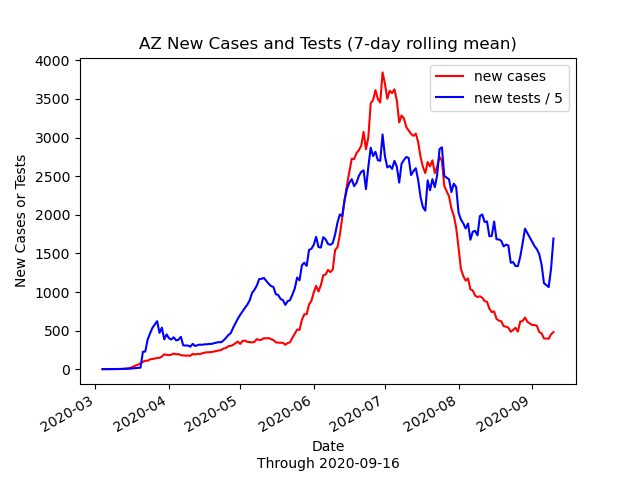 AZ New Cases and Tests (7-day rolling mean)
new cases
new tests / 5
New Cases or Tests
4000
3500
3000
2500
2000
1500
1000
500
0
2020-03
2020-04
2020-05
2020-06
2020-07
2020-08
2020-09
Date
Through 2020-09-16